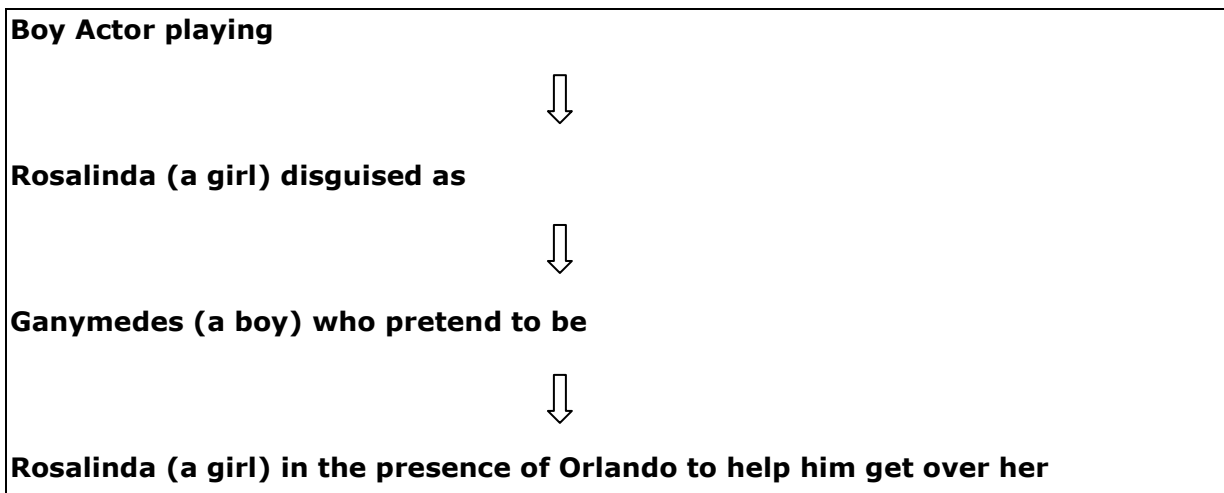 Boy Actor playing
Rosalinda (a girl) disguised as
Ganymedes (a boy) who pretend to be
Rosalinda (a girl) in the presence of Orlando to help him get over her